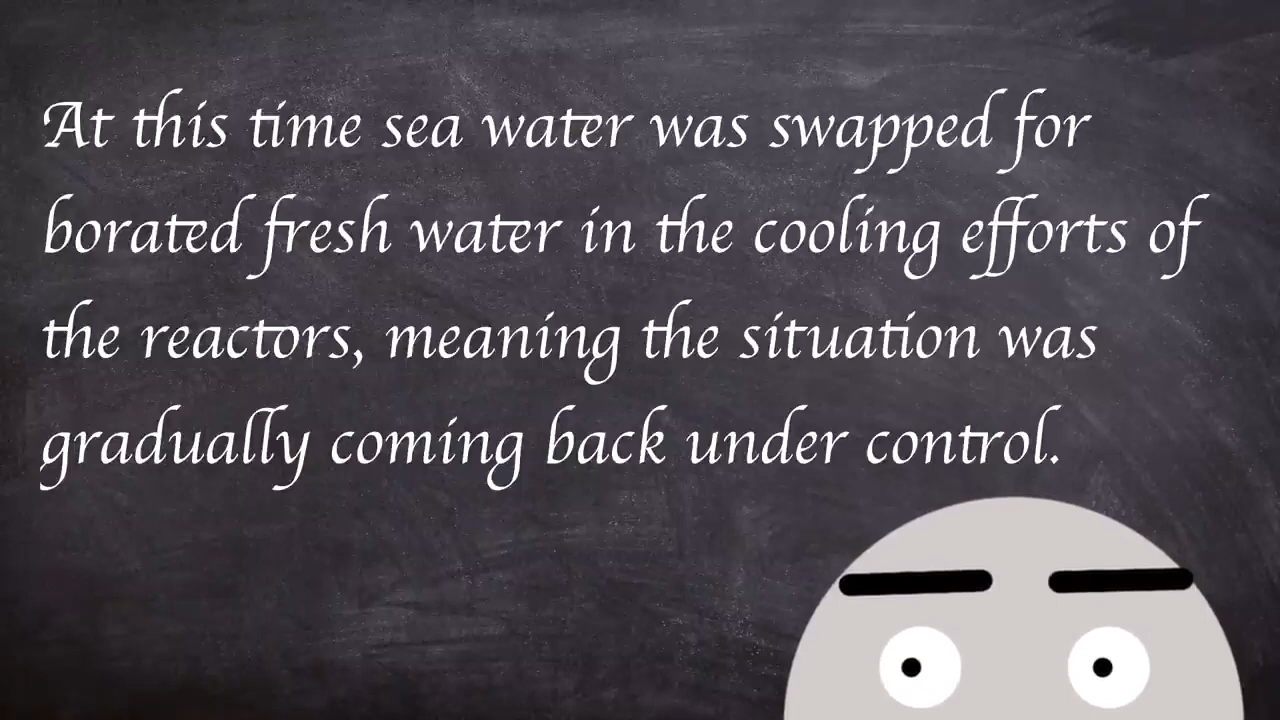 At this time sea water was swapped for
borated fresh water in the cooling efforts of
the reactors, meaning the situation was
gradually coming back under control.